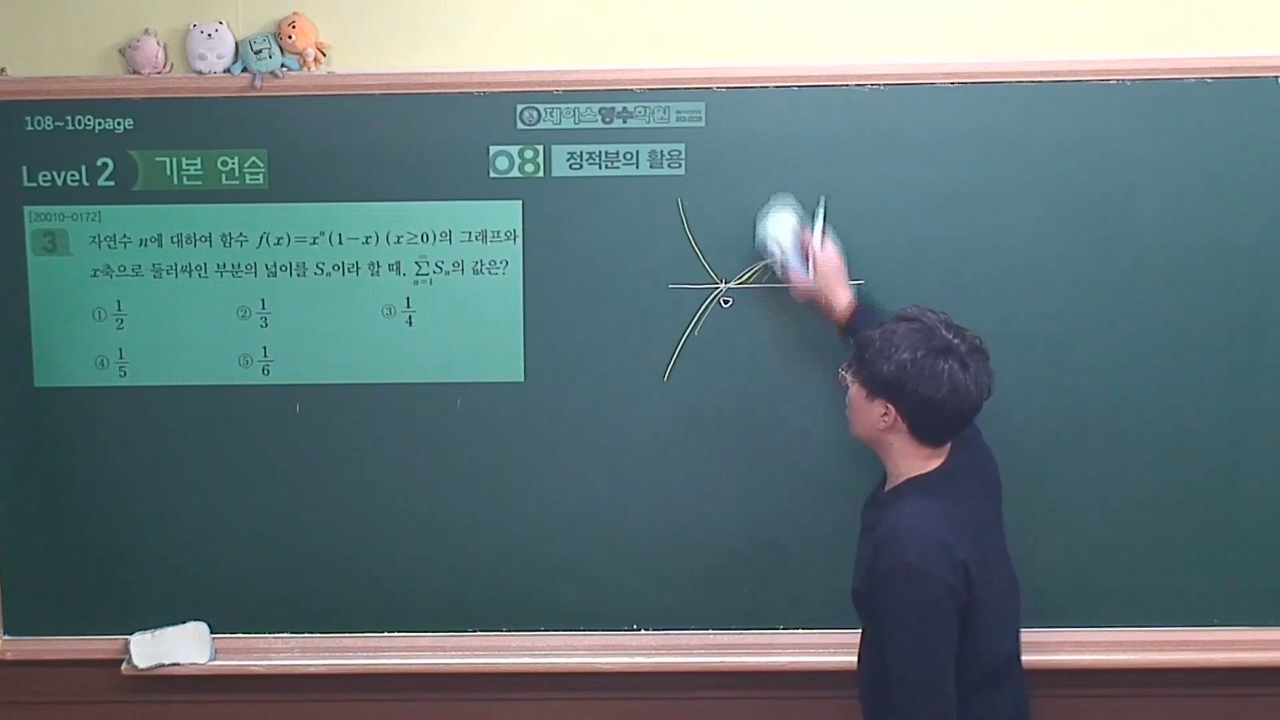 108~109page
제이스영수학원
Level 2 기본 연습
08 정적분의 활용
[20010-0172]
3 자연수 n에 대하여 함수 f(x)=xⁿ(1-x) (x≥0)의 그래프와
x축으로 둘러싸인 부분의 넓이를 Sₙ이라 할 때, ∞∑n=1 Sₙ의 값은?
① 1/2 ② 1/3 ③ 1/4
④ 1/5 ⑤ 1/6
O